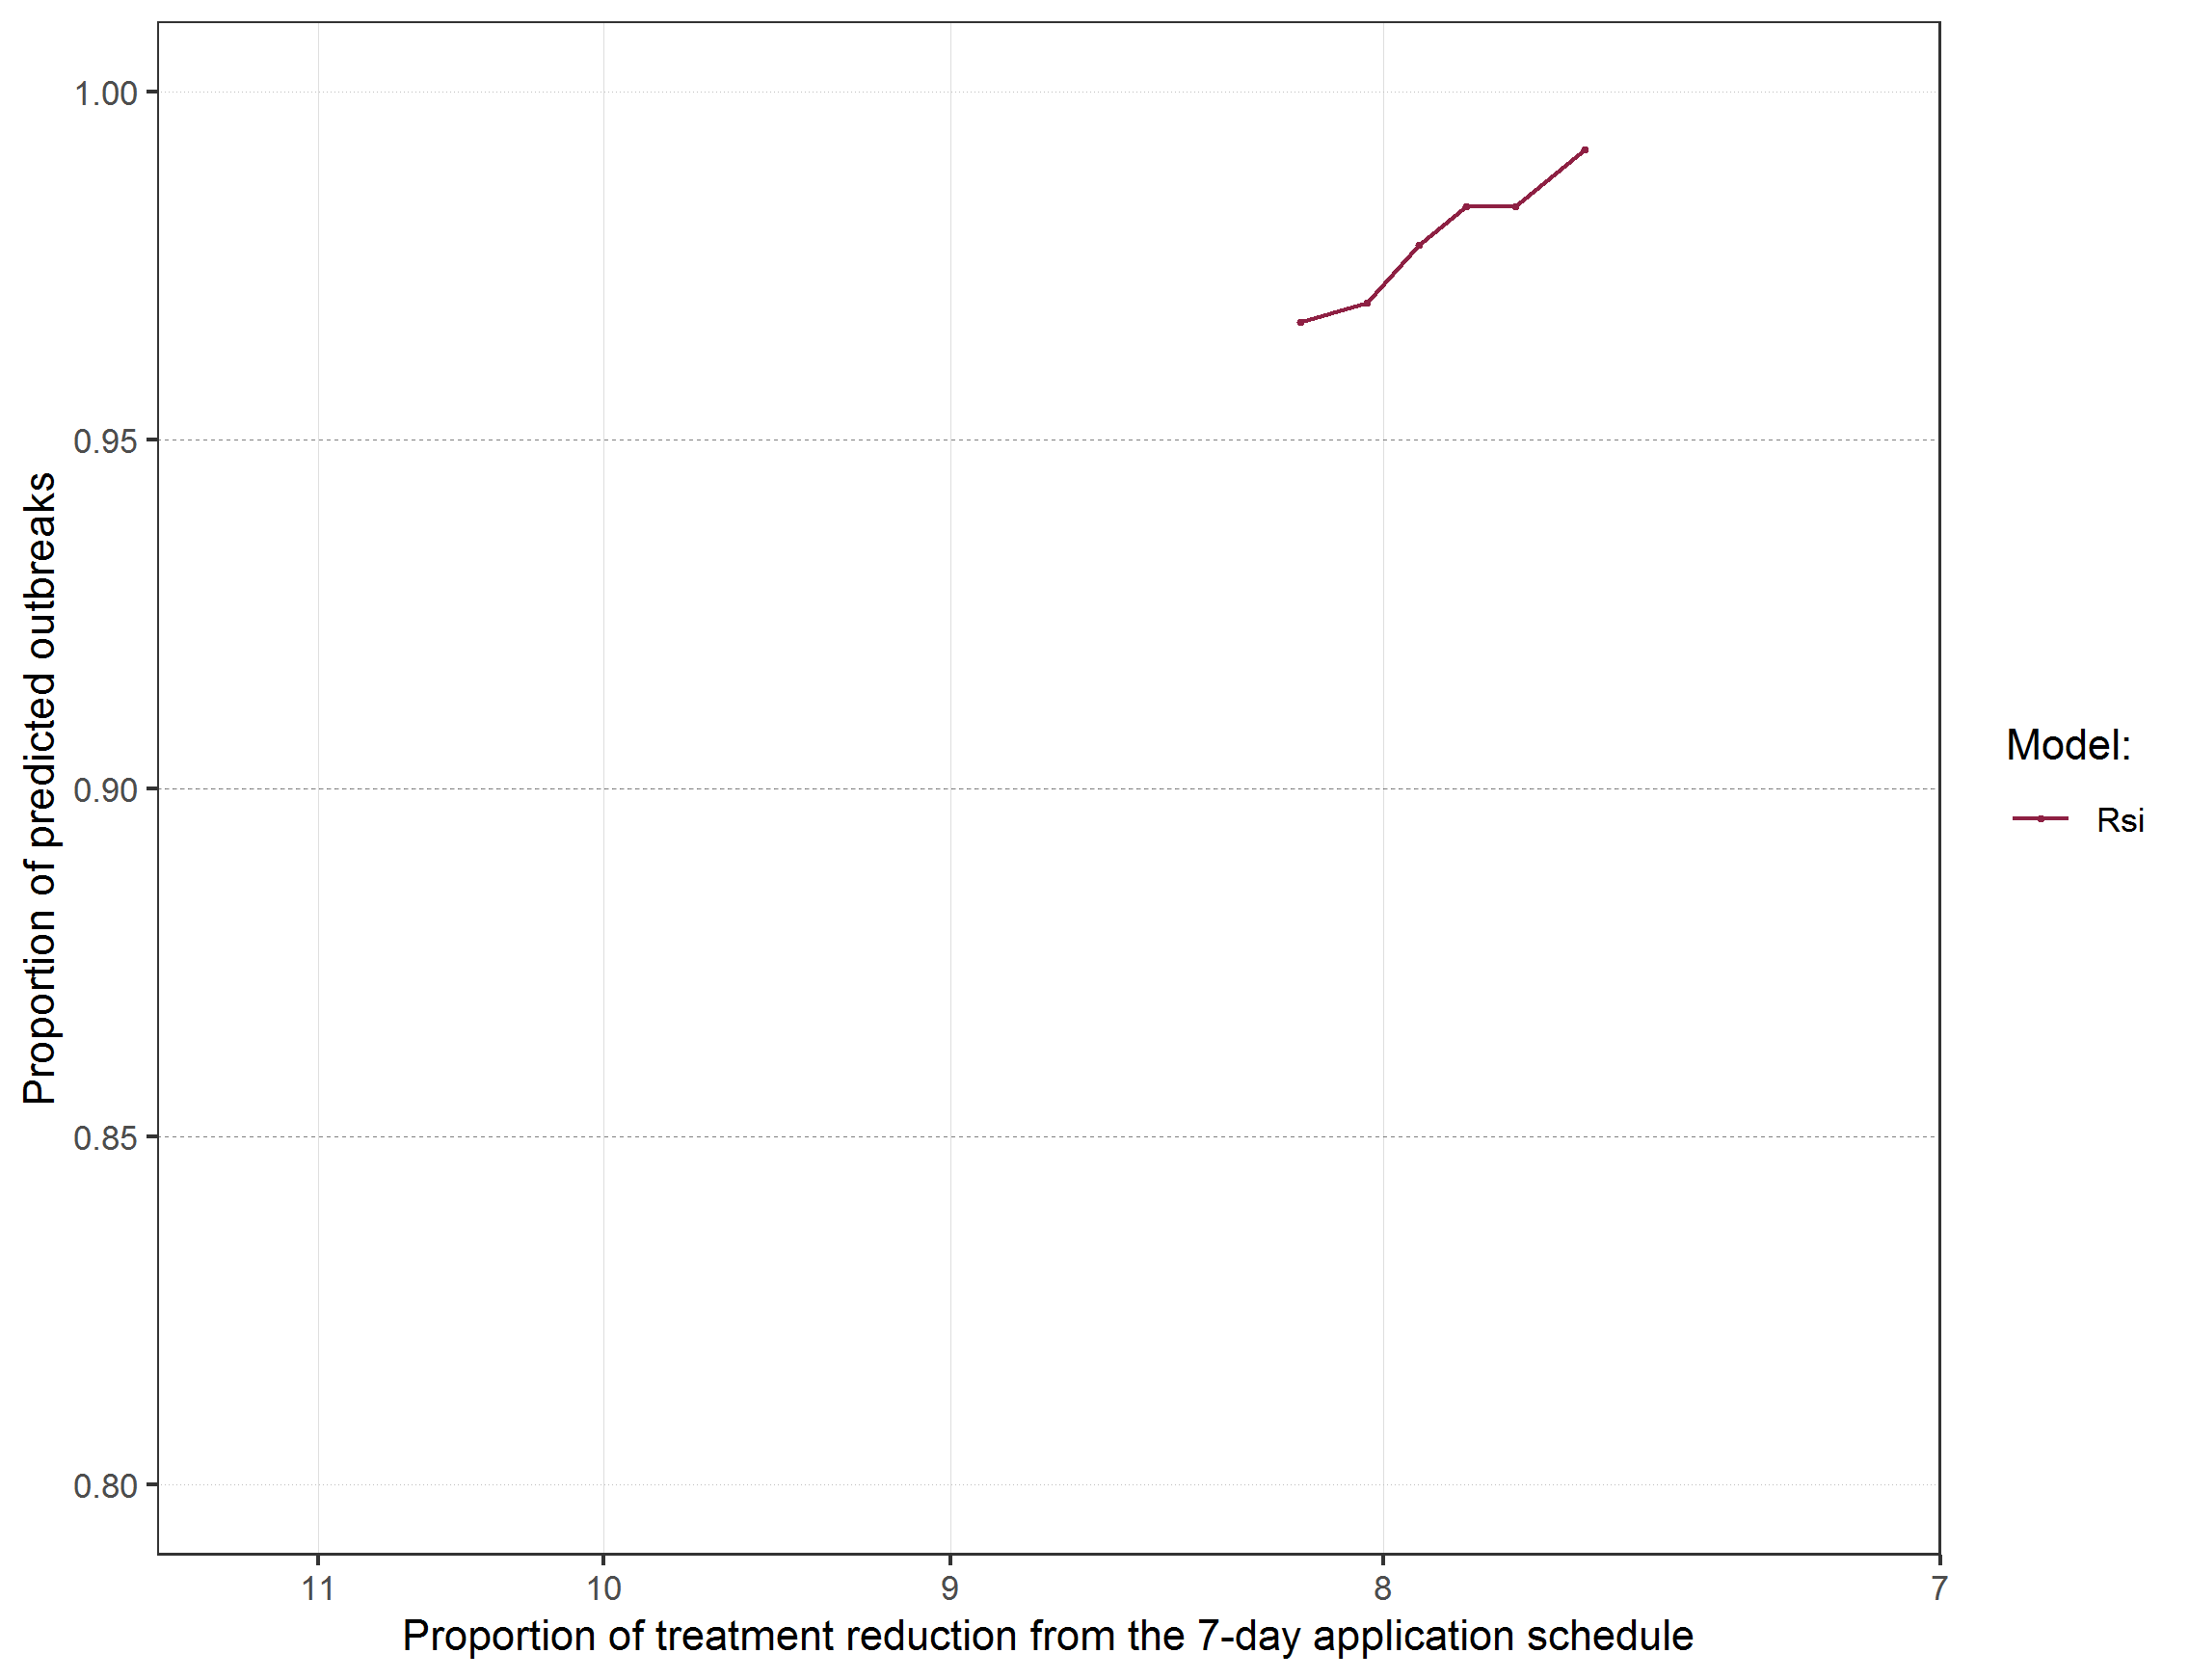 1.00
0.95
0.90
0.85
0.80
Proportion of predicted outbreaks
11 10 9 8 7
Proportion of treatment reduction from the 7-day application schedule
Model:
Rsi